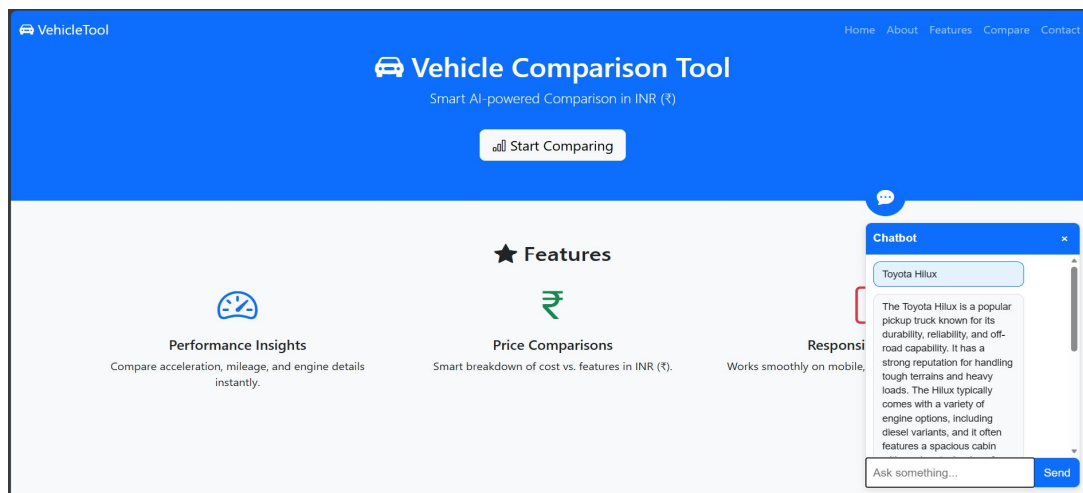 VehicleTool
Home About Features Compare Contact
Vehicle Comparison Tool
Smart AI-powered Comparison in INR (₹)
Start Comparing
Features
₹
Performance Insights
Compare acceleration, mileage, and engine details
instantly.
Price Comparisons
Smart breakdown of cost vs. features in INR (₹).
Responsi
Works smoothly on mobile,
Chatbot ×
Toyota Hilux
The Toyota Hilux is a popular
pickup truck known for its
durability, reliability, and off-
road capability. It has a
strong reputation for handling
tough terrains and heavy
loads. The Hilux typically
comes with a variety of
engine options, including
diesel variants, and it often
features a spacious cabin
Ask something...
Send